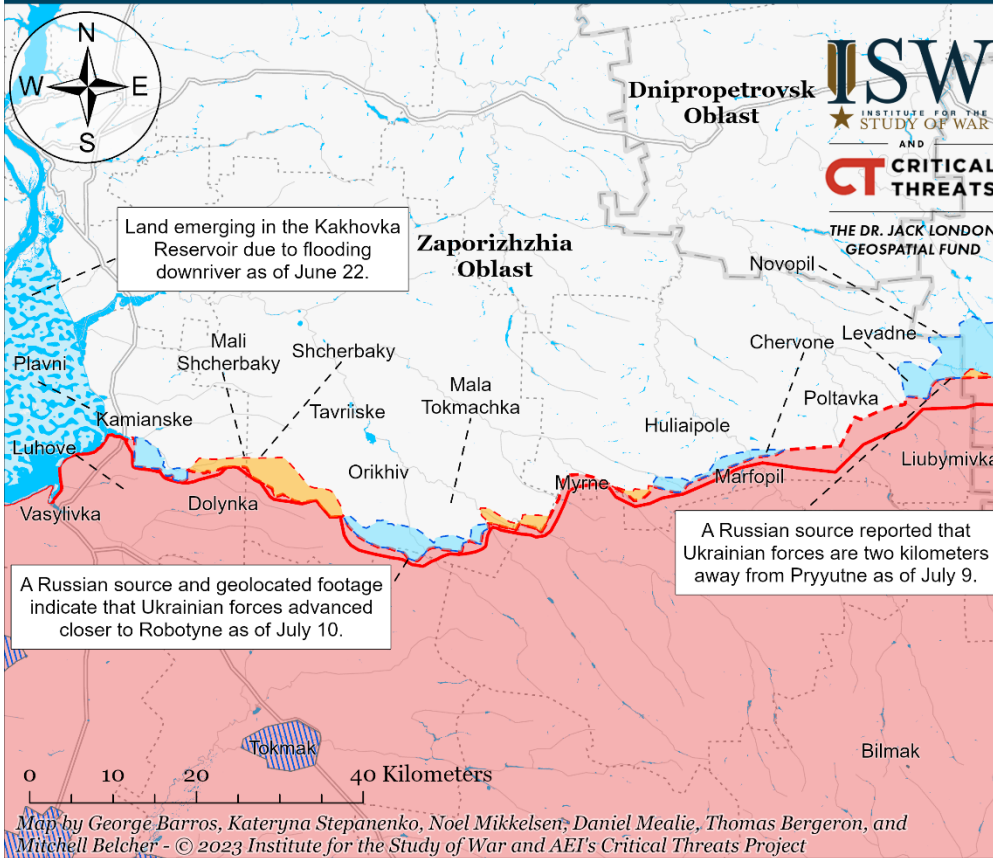 N
W
E
S
Dnipropetrovsk
Oblast
ISW
INSTITUTE FOR THE
STUDY OF WAR
AND
CT CRITICAL
THREATS
THE DR. JACK LONDON
GEOSPATIAL FUND
Land emerging in the Kakhovka
Reservoir due to flooding
downriver as of June 22.
Zaporizhzhia
Oblast
Novopil
Levadne
Chervone
Mali
Shcherbaky
Shcherbaky
Plavni
Mala
Tokmachka
Poltavka
Kamianske
Tavriiske
Huliaipole
Luhove
Orikhiv
Liubymivka
Myrne
Marfopil
Vasylivka
Dolynka
A Russian source reported that
Ukrainian forces are two kilometers
away from Pryyutne as of July 9.
A Russian source and geolocated footage
indicate that Ukrainian forces advanced
closer to Robotyne as of July 10.
Tokmak
Bilmak
0 10 20 40 Kilometers
Map by George Barros, Kateryna Stepanenko, Noel Mikkelsen, Daniel Mealie, Thomas Bergeron, and
Mitchell Belcher - © 2023 Institute for the Study of War and AEI's Critical Threats Project